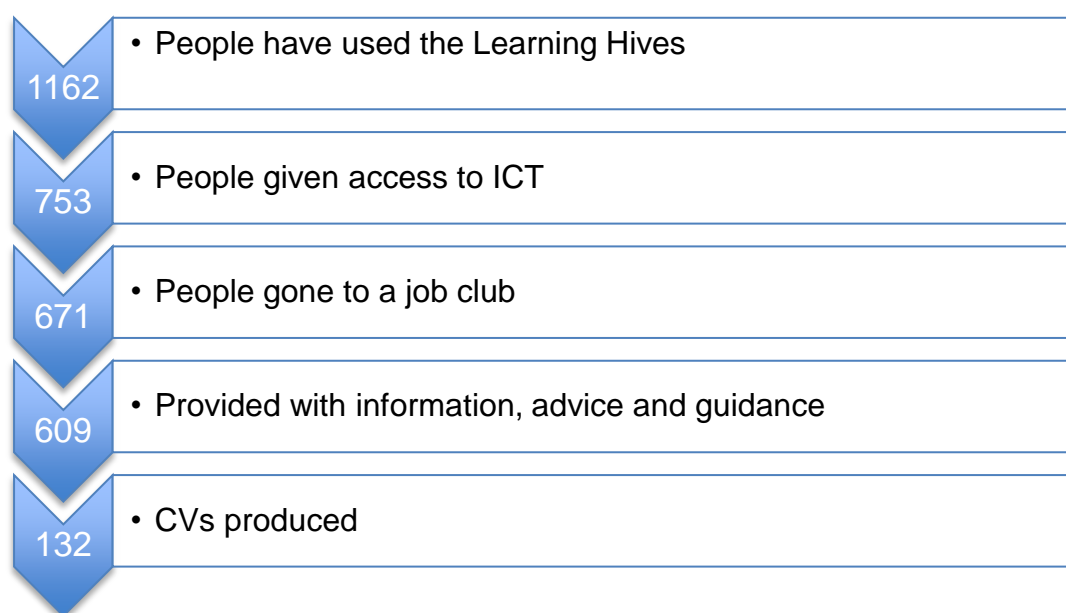 1162
• People have used the Learning Hives
753
• People given access to ICT
671
• People gone to a job club
609
• Provided with information, advice and guidance
132
• CVs produced